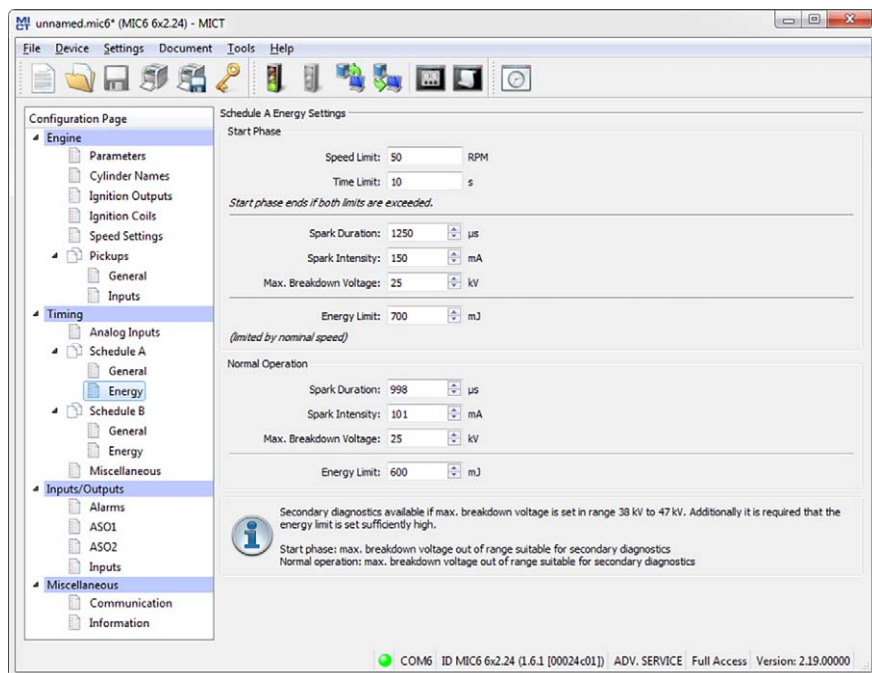 unnamed.mic6* (MIC6 6x2.24) - MICT
File Device Settings Document Tools Help
Configuration Page
Engine
Parameters
Cylinder Names
Ignition Outputs
Ignition Coils
Speed Settings
Pickups
General
Inputs
Timing
Analog Inputs
Schedule A
General
Energy
Schedule B
General
Energy
Miscellaneous
Inputs/Outputs
Alarms
ASO1
ASO2
Inputs
Miscellaneous
Communication
Information
Schedule A Energy Settings
Start Phase
Speed Limit: 50 RPM
Time Limit: 10 s
Start phase ends if both limits are exceeded.
Spark Duration: 1250 µs
Spark Intensity: 150 mA
Max. Breakdown Voltage: 25 kV
Energy Limit: 700 mJ
(limited by nominal speed)
Normal Operation
Spark Duration: 998 µs
Spark Intensity: 101 mA
Max. Breakdown Voltage: 25 kV
Energy Limit: 600 mJ
Secondary diagnostics available if max. breakdown voltage is set in range 38 kV to 47 kV. Additionally it is required that the
energy limit is set sufficiently high.
Start phase: max. breakdown voltage out of range suitable for secondary diagnostics
Normal operation: max. breakdown voltage out of range suitable for secondary diagnostics
COM6 ID MIC6 6x2.24 (1.6.1 [00024c01]) ADV. SERVICE Full Access Version: 2.19.00000